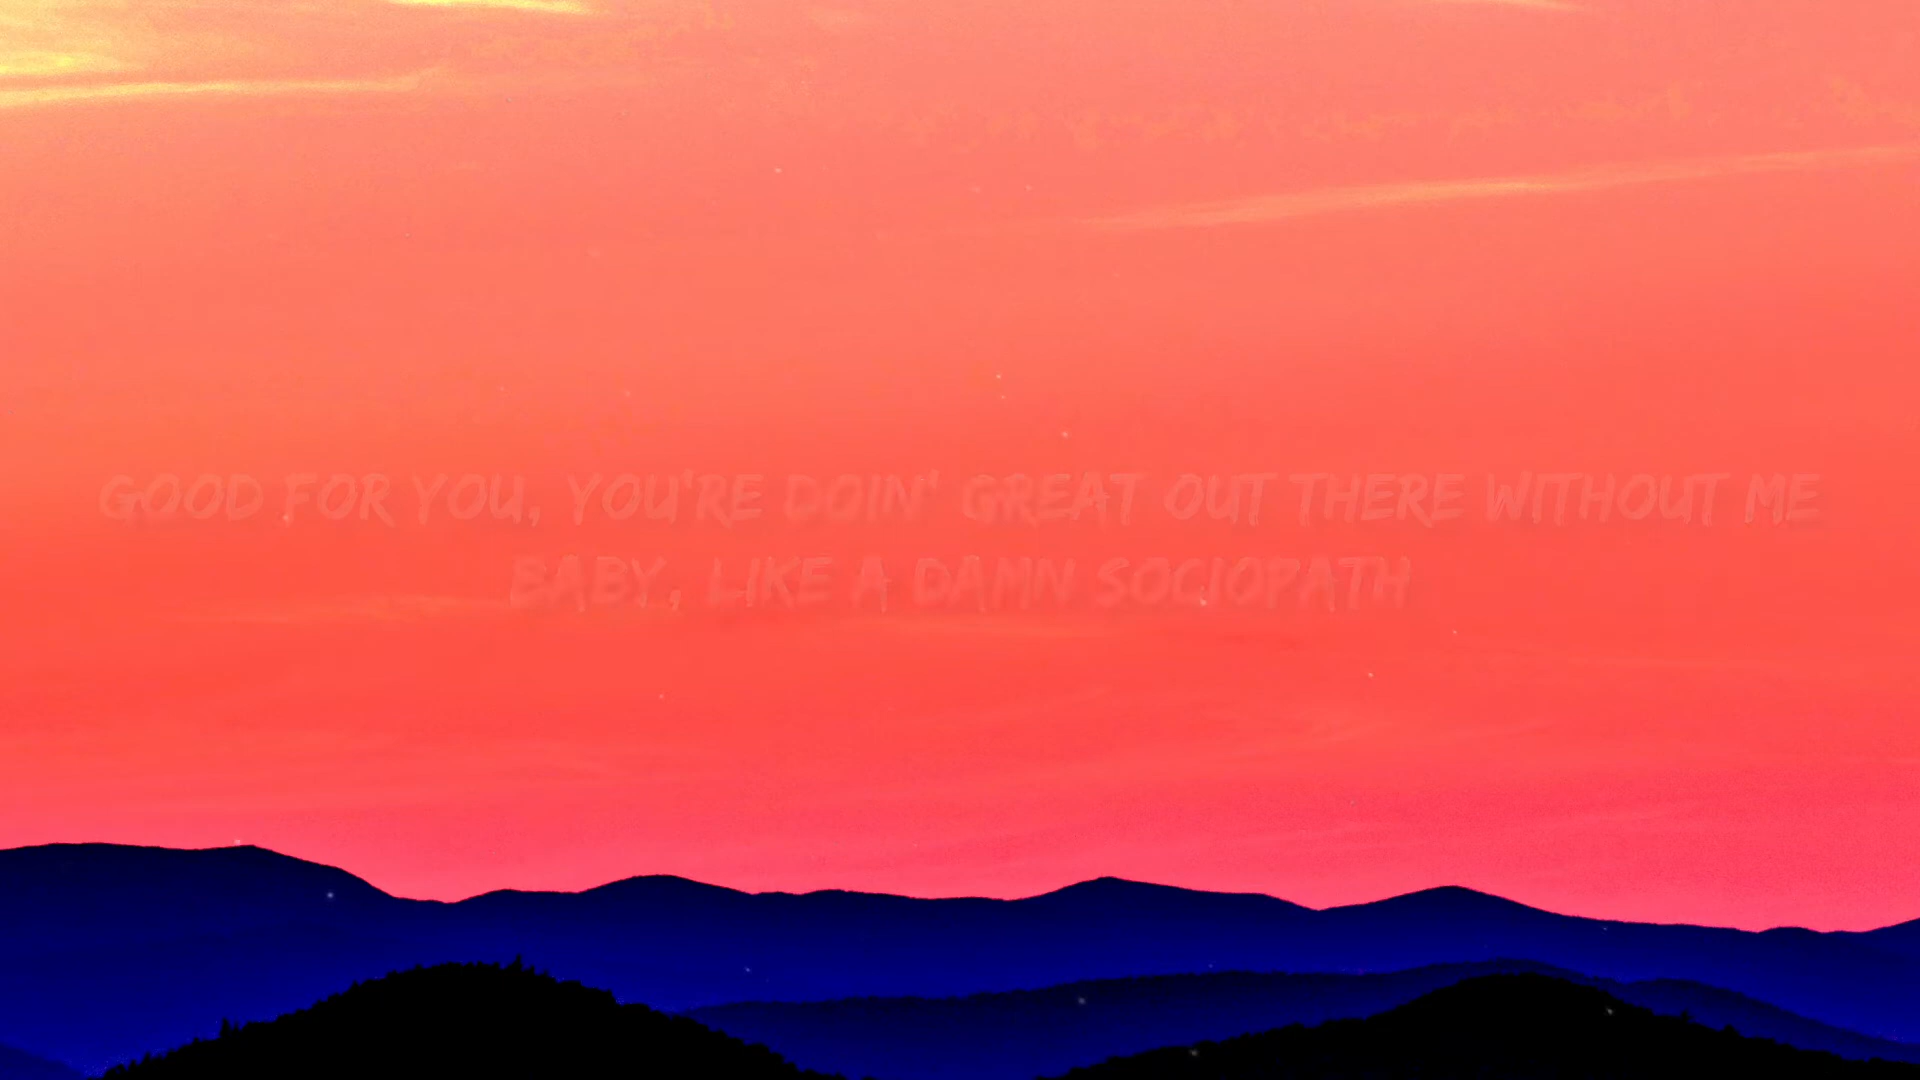 GOOD FOR YOU, YOU'RE DOIN' GREAT OUT THERE WITHOUT ME
BABY, LIKE A DAMN SOCIOPATH